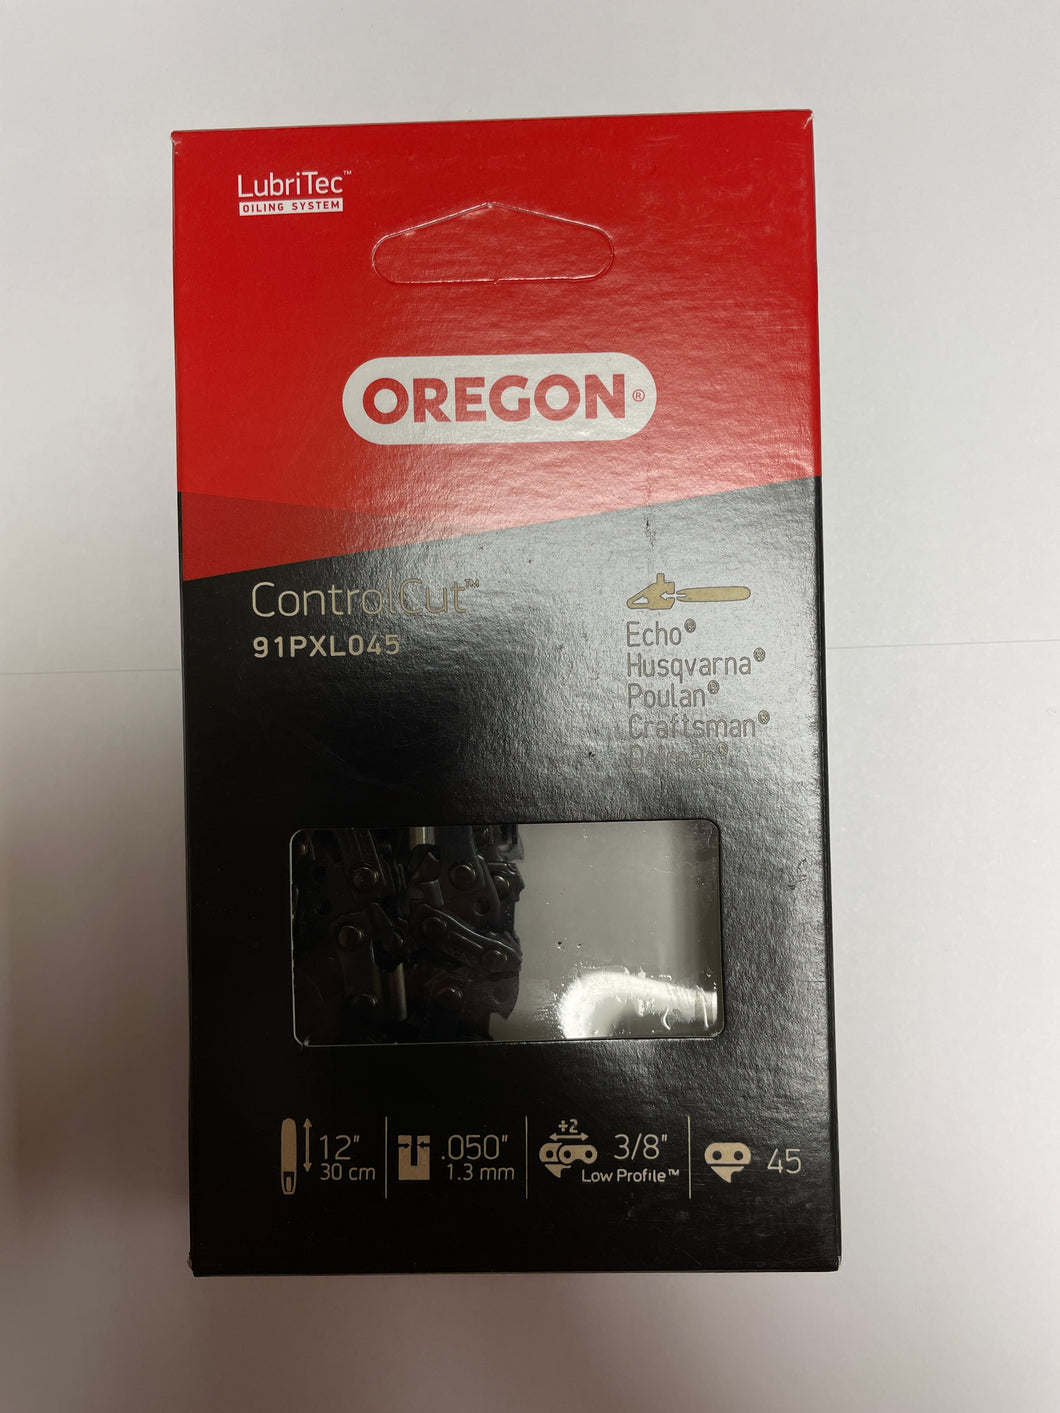 LubriTec™
OILING SYSTEM
OREGON®
ControlCut™
91PXL045
Echo®
Husqvarna®
Poulan®
Craftsman®
Dolmar®
12"
30 cm
.050"
1.3 mm
÷2
3/8"
Low Profile™
45